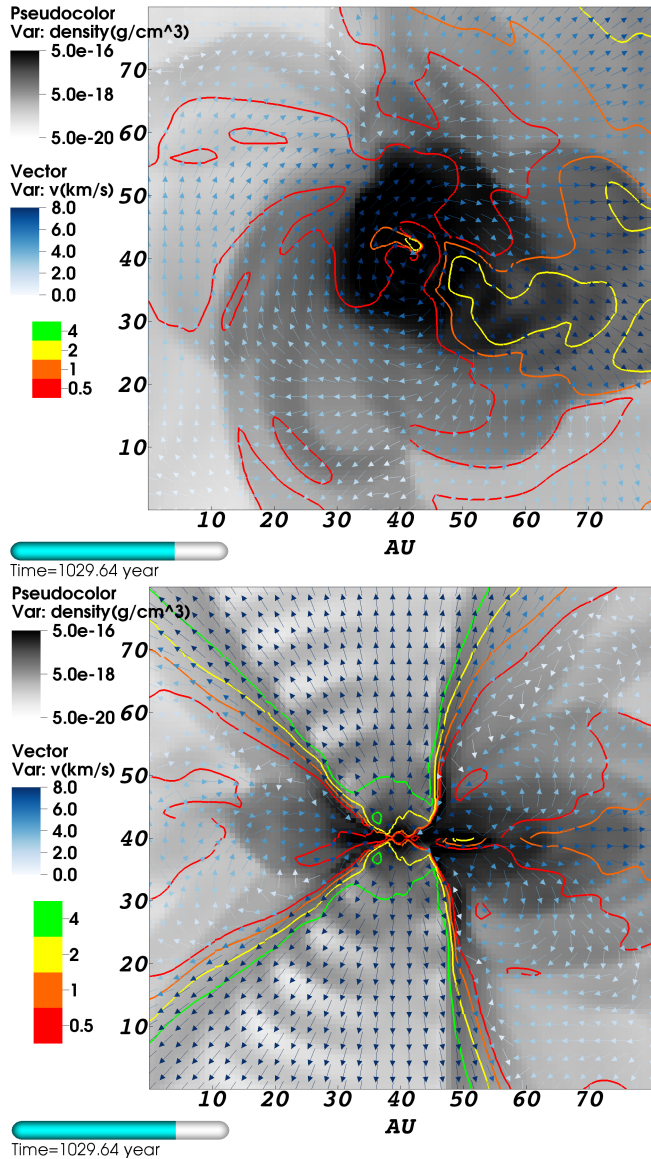 Pseudocolor
Var: density(g/cm^3)
5.0e-16
5.0e-18
5.0e-20
Vector
Var: v(km/s)
8.0
6.0
4.0
2.0
0.0
4
2
1
0.5
70
60
50
40
30
20
10
10 20 30 40 50 60 70
AU
Time=1029.64 year
Pseudocolor
Var: density(g/cm^3)
5.0e-16
5.0e-18
5.0e-20
Vector
Var: v(km/s)
8.0
6.0
4.0
2.0
0.0
4
2
1
0.5
70
60
50
40
30
20
10
10 20 30 40 50 60 70
AU
Time=1029.64 year